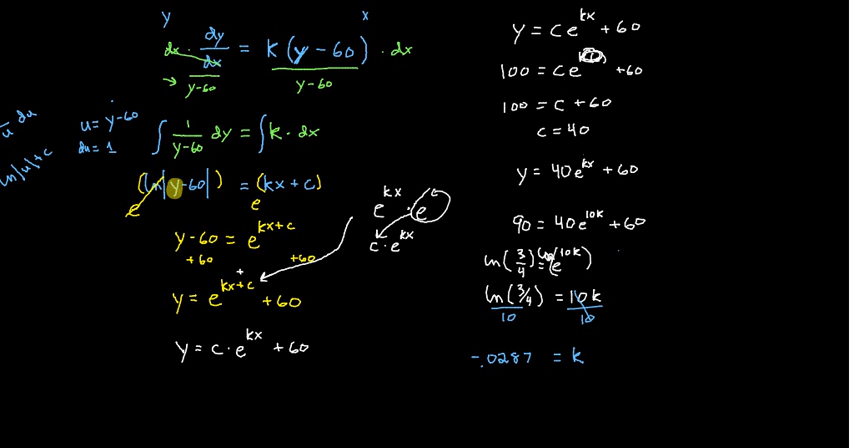 y x
dx · dy/dx = k (y - 60) · dx
→ y-60 y-60
u du
ln|u|+c
u = y-60
du = 1
∫ 1/(y-60) dy = ∫ k · dx
e^(ln|y-60|) = e^(kx + c)
y-60 = e^(kx+c)
+60 +60
y = e^(kx+c) + 60
y = c · e^(kx) + 60
e^(kx) · e^c
c · e^(kx)
y = ce^(kx) + 60
100 = ce +60
100 = c + 60
c = 40
y = 40e^(kx) + 60
90 = 40e^(10k) + 60
ln(3/4) = ln(e^(10k))
ln(3/4) = 10k
10 10
-.0287 = k